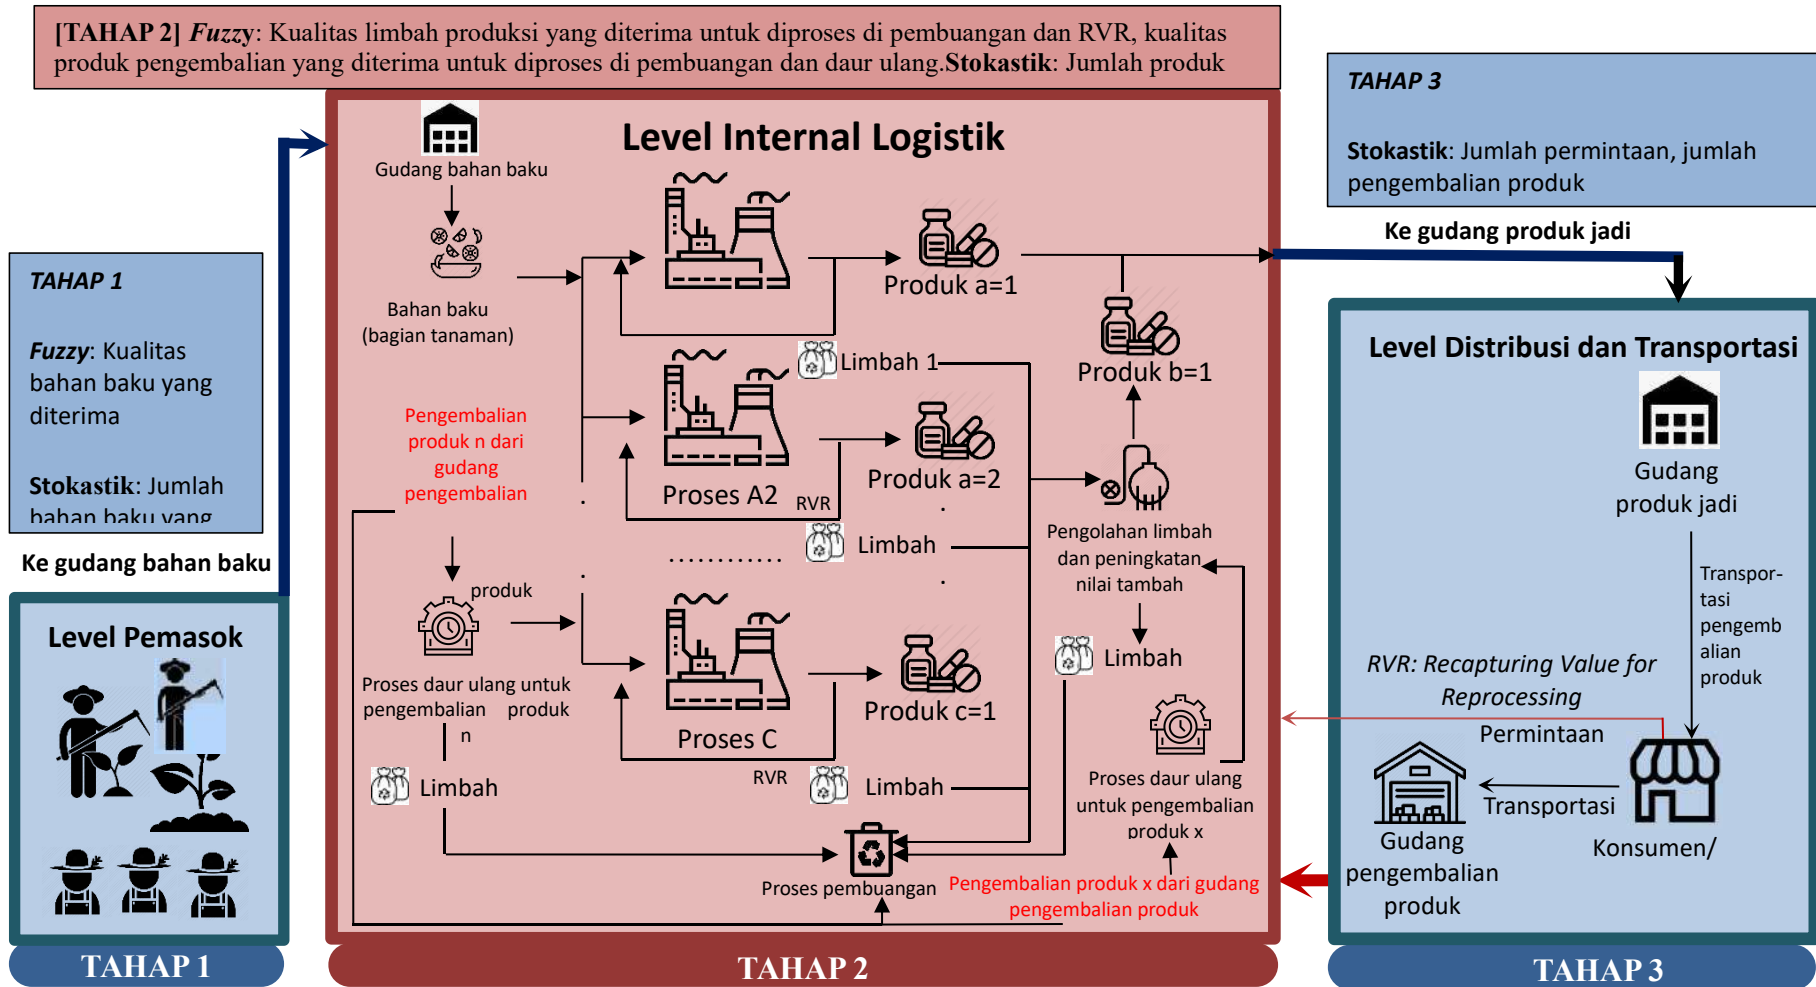 [TAHAP 2] Fuzzy: Kualitas limbah produksi yang diterima untuk diproses di pembuangan dan RVR, kualitas
produk pengembalian yang diterima untuk diproses di pembuangan dan daur ulang.Stokastik: Jumlah produk
TAHAP 1
Fuzzy: Kualitas
bahan baku yang
diterima
Stokastik: Jumlah
bahan baku yang
Ke gudang bahan baku
Level Pemasok
TAHAP 1
Level Internal Logistik
Gudang bahan baku
Bahan baku
(bagian tanaman)
Produk a=1
Limbah 1
Produk b=1
Pengembalian
produk n dari
gudang
pengembalian
Proses A2
RVR
Produk a=2
.
.
Limbah
Pengolahan limbah
dan peningkatan
nilai tambah
............
.
.
produk
Proses daur ulang untuk
pengembalian produk
n
Proses C
RVR
Produk c=1
Limbah
Limbah
Limbah
Proses daur ulang
untuk pengembalian
produk x
Proses pembuangan
Pengembalian produk x dari gudang
pengembalian produk
TAHAP 2
TAHAP 3
Stokastik: Jumlah permintaan, jumlah
pengembalian produk
Ke gudang produk jadi
Level Distribusi dan Transportasi
Gudang
produk jadi
Transpor-
tasi
pengemb
alian
produk
RVR: Recapturing Value for
Reprocessing
Permintaan
Transportasi
Gudang
pengembalian
produk
Konsumen/
TAHAP 3